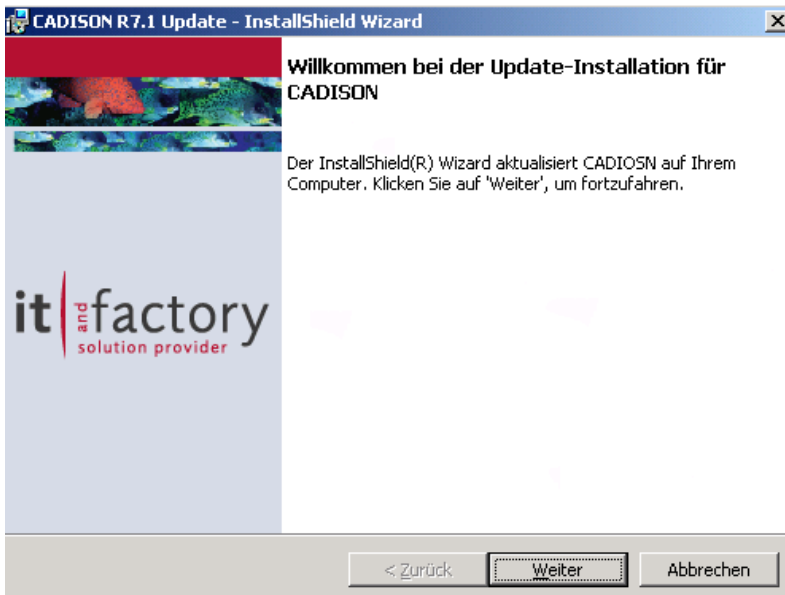 CADISON R7.1 Update - InstallShield Wizard
Willkommen bei der Update-Installation für
CADISON
Der InstallShield(R) Wizard aktualisiert CADIOSN auf Ihrem
Computer. Klicken Sie auf 'Weiter', um fortzufahren.
it and factory
solution provider
< Zurück
Weiter
Abbrechen